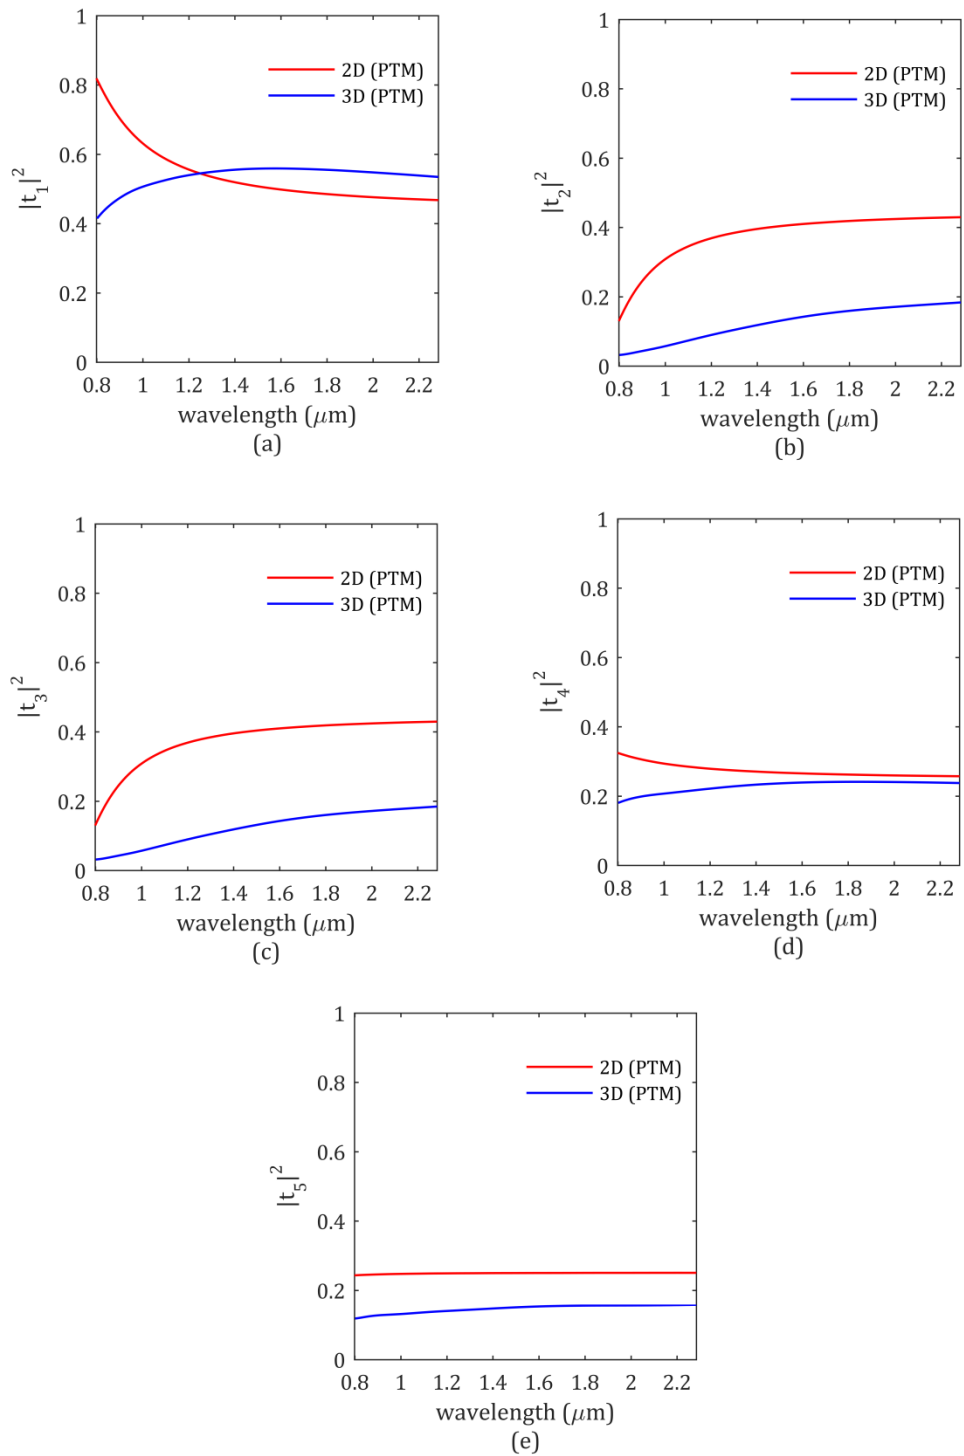 1
0.8
0.6
0.4
0.2
0
|t₁|²
2D (PTM)
3D (PTM)
0.8 1 1.2 1.4 1.6 1.8 2 2.2
wavelength (μm)
(a)
1
0.8
0.6
0.4
0.2
0
|t₂|²
2D (PTM)
3D (PTM)
0.8 1 1.2 1.4 1.6 1.8 2 2.2
wavelength (μm)
(b)
1
0.8
0.6
0.4
0.2
0
|t₃|²
2D (PTM)
3D (PTM)
0.8 1 1.2 1.4 1.6 1.8 2 2.2
wavelength (μm)
(c)
1
0.8
0.6
0.4
0.2
0
|t₄|²
2D (PTM)
3D (PTM)
0.8 1 1.2 1.4 1.6 1.8 2 2.2
wavelength (μm)
(d)
1
0.8
0.6
0.4
0.2
0
|t₅|²
2D (PTM)
3D (PTM)
0.8 1 1.2 1.4 1.6 1.8 2 2.2
wavelength (μm)
(e)